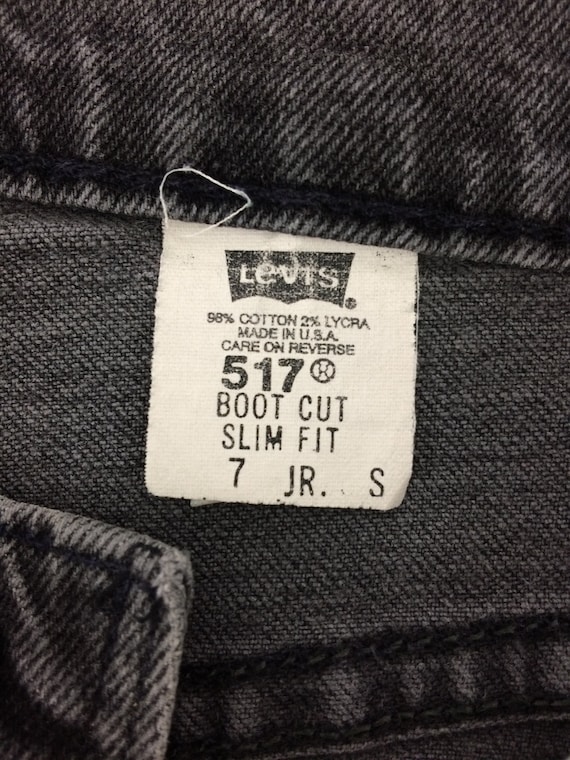 LEVI'S ®
98% COTTON 2% LYCRA
MADE IN U.S.A.
CARE ON REVERSE
517®
BOOT CUT
SLIM FIT
7 JR. S